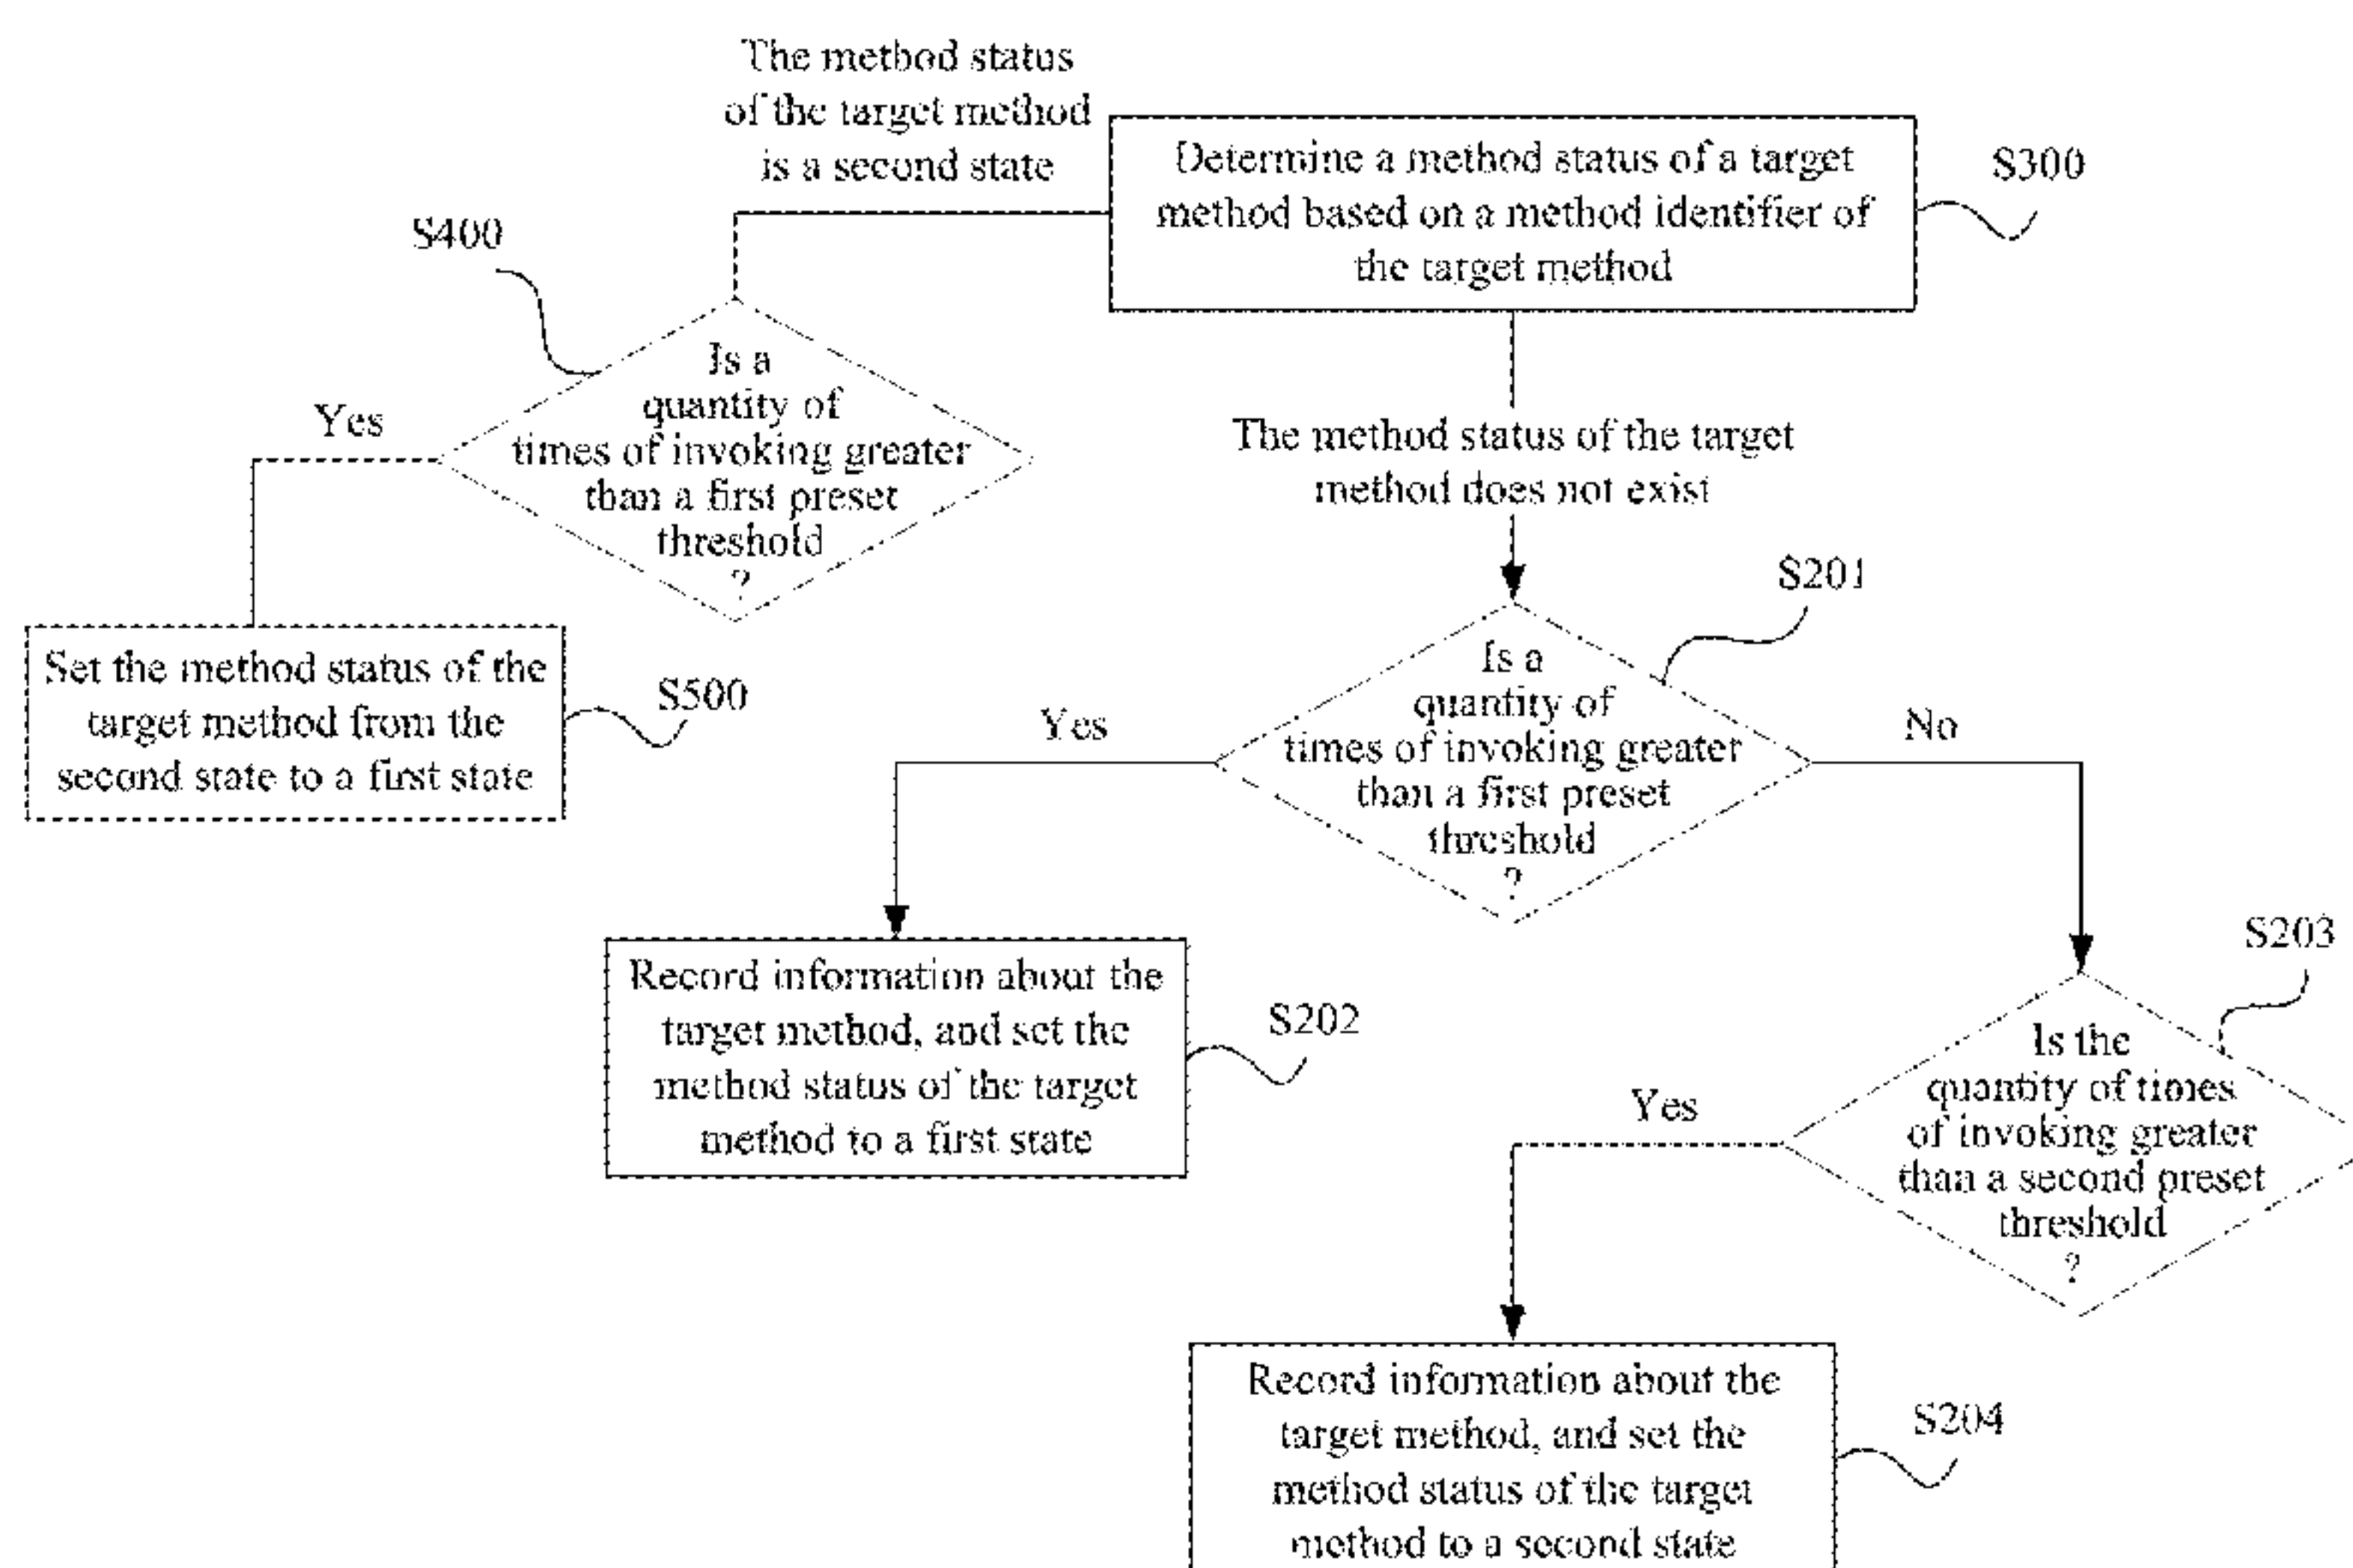 The method status
of the target method
is a second state
Determine a method status of a target
method based on a method identifier of
the target method
S300
S400
Is a
quantity of
times of invoking greater
than a first preset
threshold
?
Yes
The method status of the target
method does not exist
Set the method status of the
target method from the
second state to a first state
S500
S201
Is a
quantity of
times of invoking greater
than a first preset
threshold
?
Yes
No
Record information about the
target method, and set the
method status of the target
method to a first state
S202
S203
Is the
quantity of times
of invoking greater
than a second preset
threshold
?
Yes
Record information about the
target method, and set the
method status of the target
method to a second state
S204